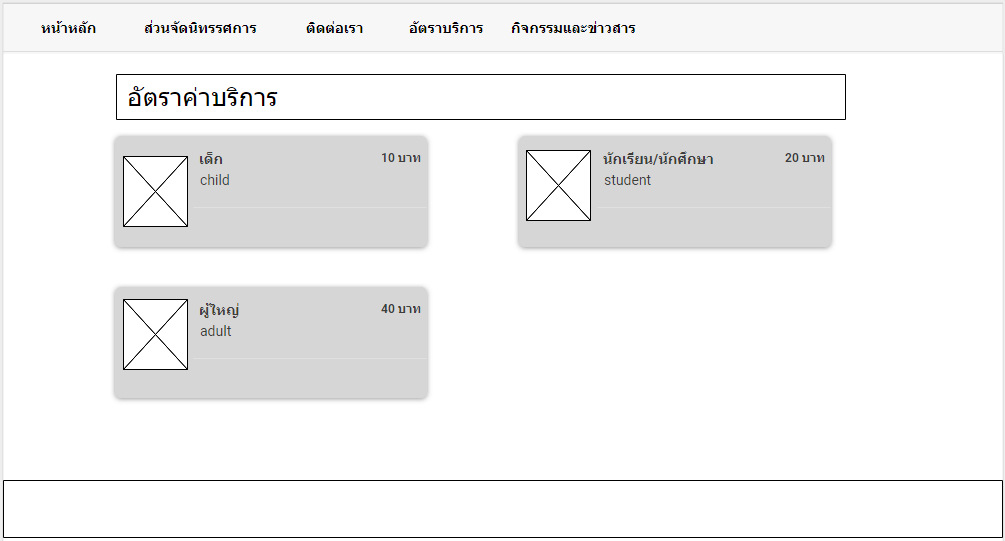 หน้าหลัก ส่วนจัดนิทรรศการ ติดต่อเรา อัตราบริการ กิจกรรมและข่าวสาร
อัตราค่าบริการ
เด็ก 10 บาท
child
นักเรียน/นักศึกษา 20 บาท
student
ผู้ใหญ่ 40 บาท
adult